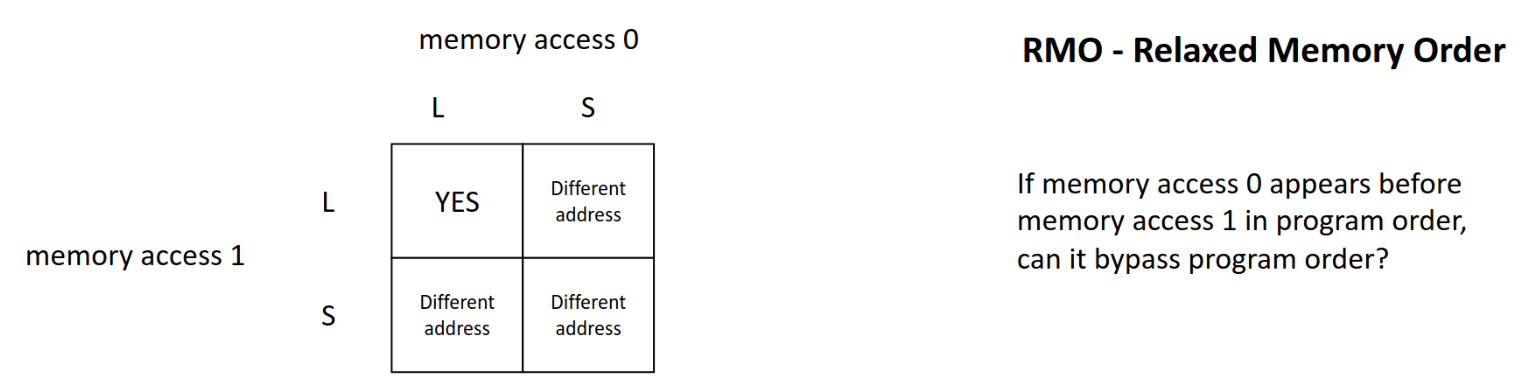 memory access 0
RMO - Relaxed Memory Order
L S
L YES Different address
memory access 1
S Different address Different address
If memory access 0 appears before
memory access 1 in program order,
can it bypass program order?